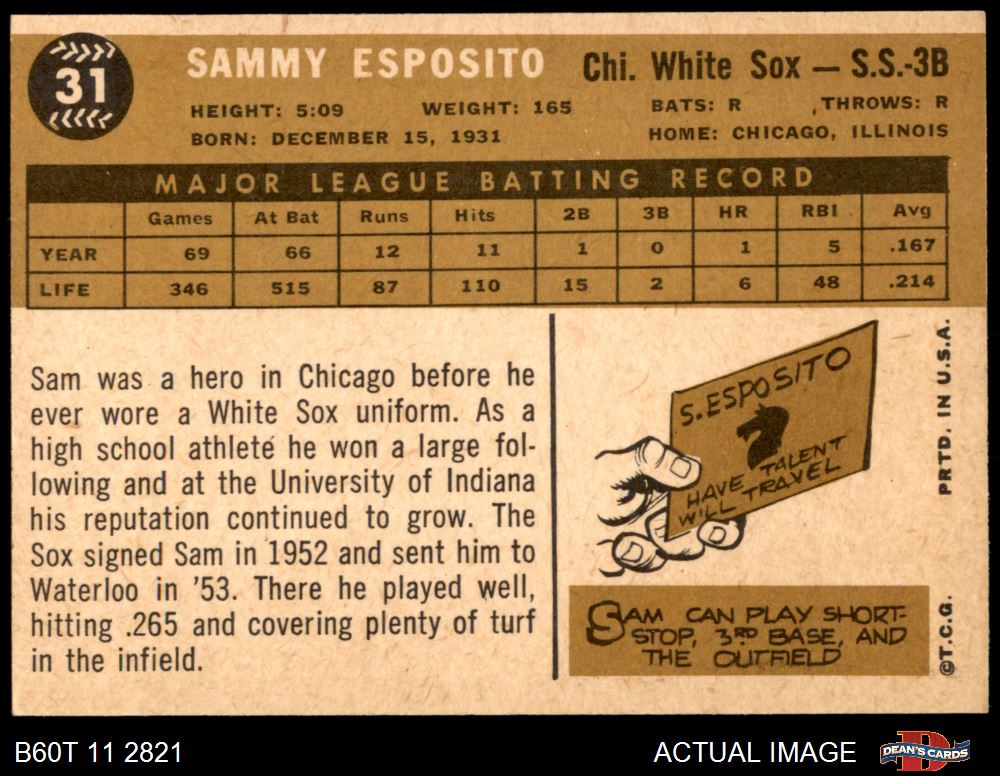 31
SAMMY ESPOSITO
Chi. White Sox — S.S.-3B
HEIGHT: 5:09 WEIGHT: 165 BATS: R THROWS: R
BORN: DECEMBER 15, 1931 HOME: CHICAGO, ILLINOIS
MAJOR LEAGUE BATTING RECORD
Games At Bat Runs Hits 2B 3B HR RBI Avg
YEAR 69 66 12 11 1 0 1 5 .167
LIFE 346 515 87 110 15 2 6 48 .214
Sam was a hero in Chicago before he
ever wore a White Sox uniform. As a
high school athlete he won a large fol-
lowing and at the University of Indiana
his reputation continued to grow. The
Sox signed Sam in 1952 and sent him to
Waterloo in '53. There he played well,
hitting .265 and covering plenty of turf
in the infield.
S. ESPOSITO
HAVE TALENT
WILL TRAVEL
SAM CAN PLAY SHORT-
STOP, 3RD BASE, AND
THE OUTFIELD
PRTD. IN U.S.A.
©T.C.G.
B60T 11 2821
ACTUAL IMAGE
D
DEAN'S CARDS